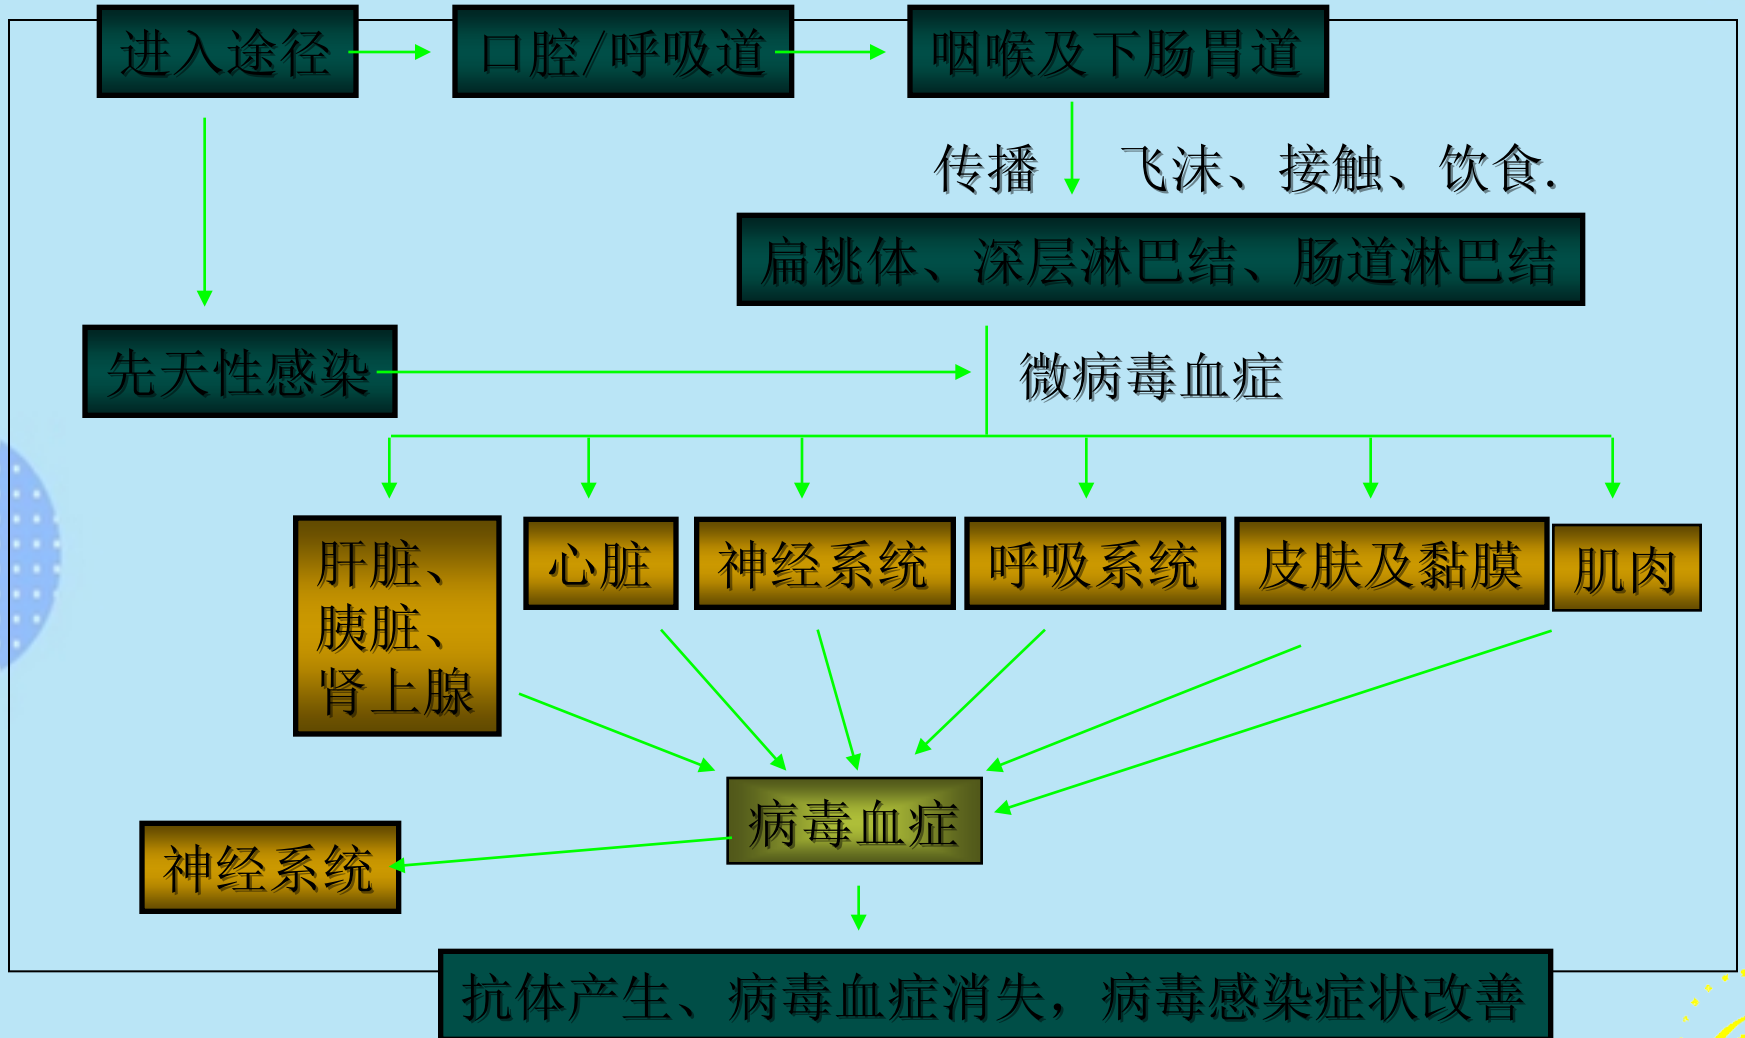 进入途径
口腔/呼吸道
咽喉及下肠胃道
传播
飞沫、接触、饮食.
扁桃体、深层淋巴结、肠道淋巴结
先天性感染
微病毒血症
肝脏、
胰脏、
肾上腺
心脏
神经系统
呼吸系统
皮肤及黏膜
肌肉
病毒血症
神经系统
抗体产生、病毒血症消失，病毒感染症状改善